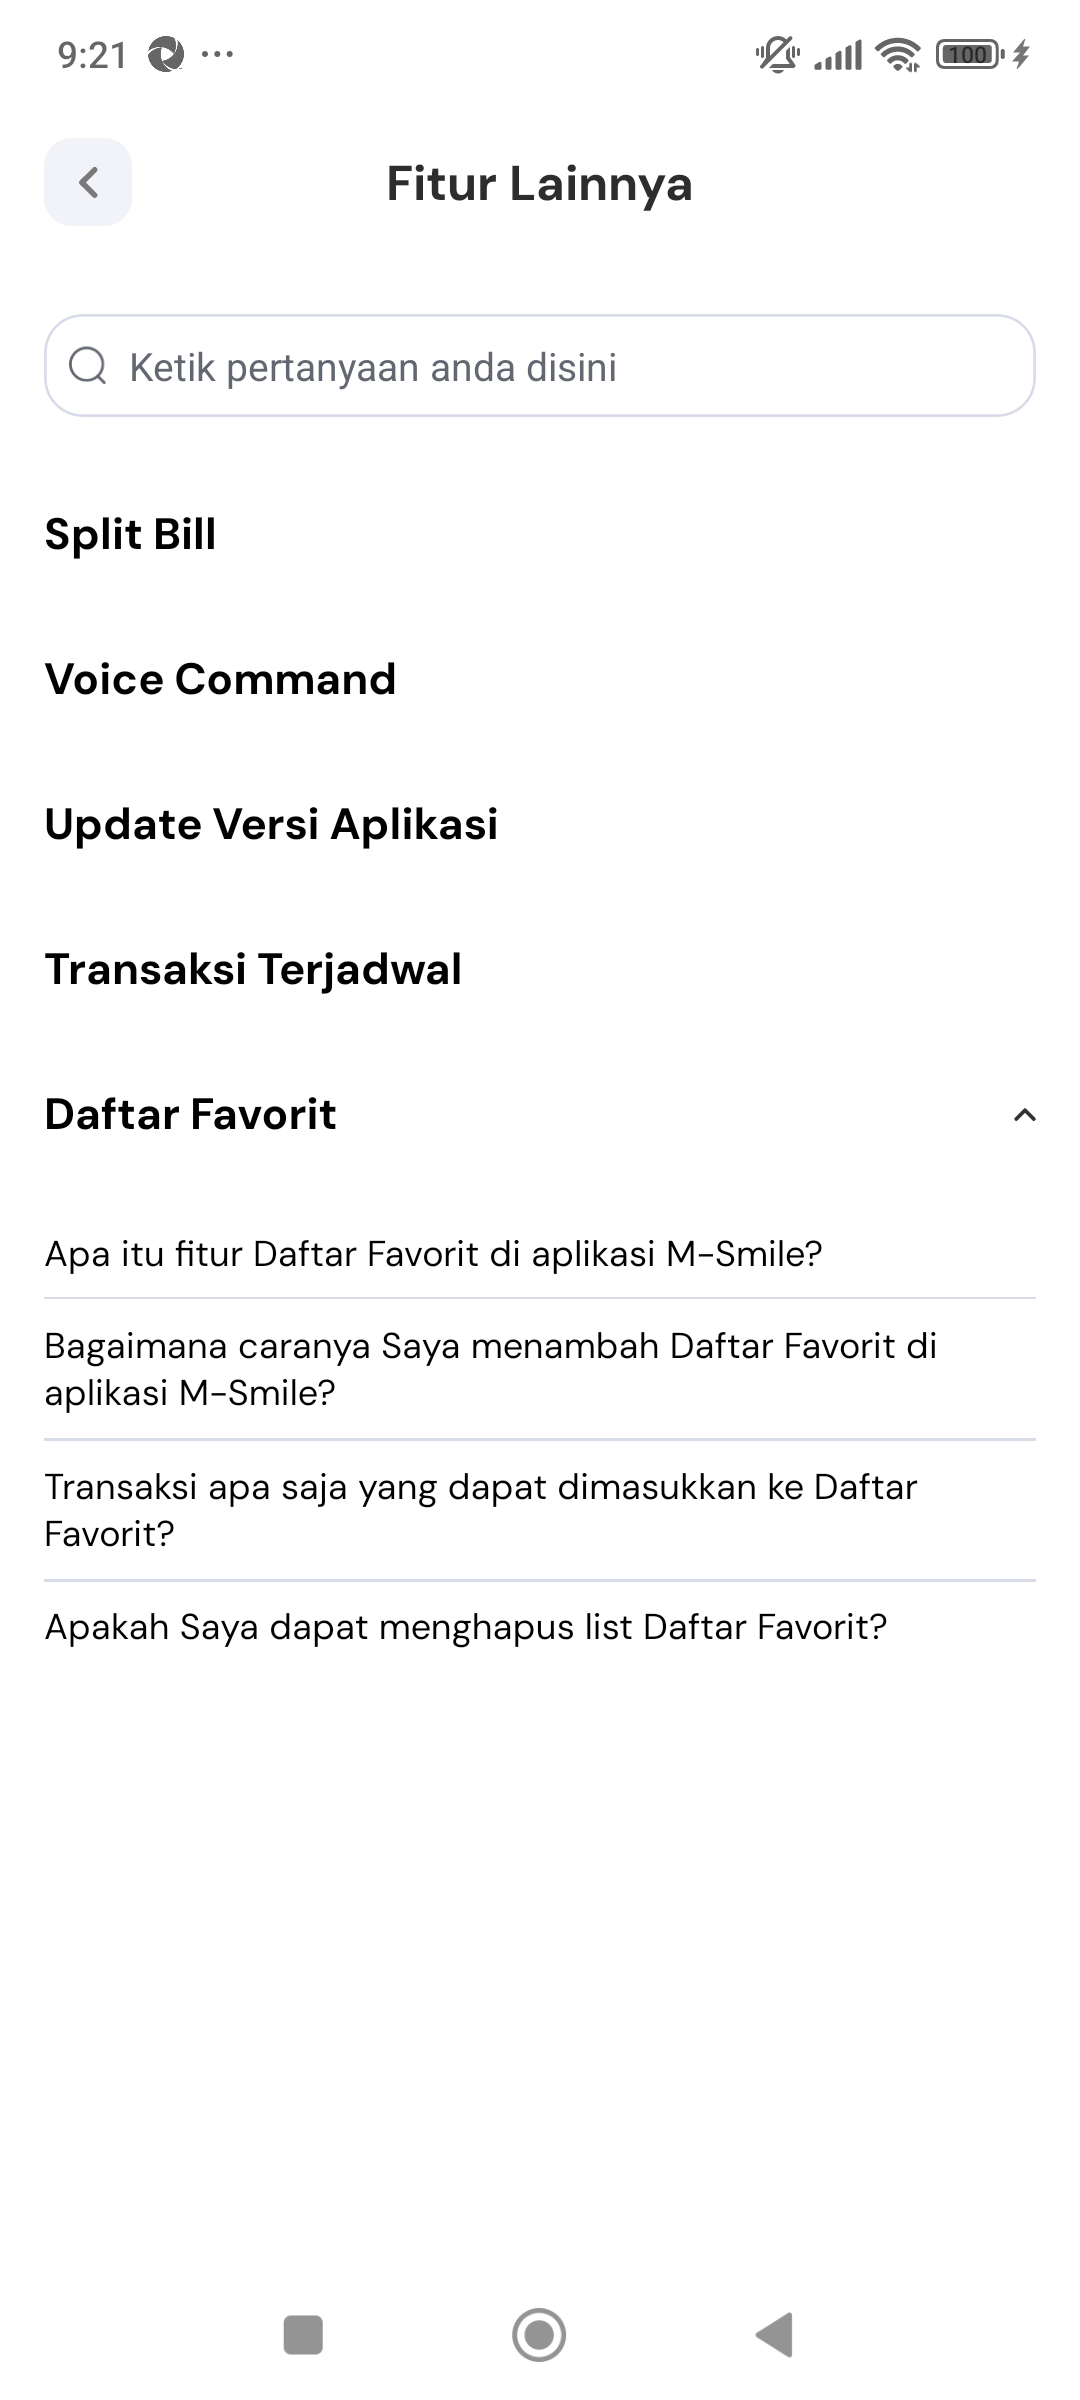 9:21
100
Fitur Lainnya
Ketik pertanyaan anda disini
Split Bill
Voice Command
Update Versi Aplikasi
Transaksi Terjadwal
Daftar Favorit
Apa itu fitur Daftar Favorit di aplikasi M-Smile?
Bagaimana caranya Saya menambah Daftar Favorit di
aplikasi M-Smile?
Transaksi apa saja yang dapat dimasukkan ke Daftar
Favorit?
Apakah Saya dapat menghapus list Daftar Favorit?